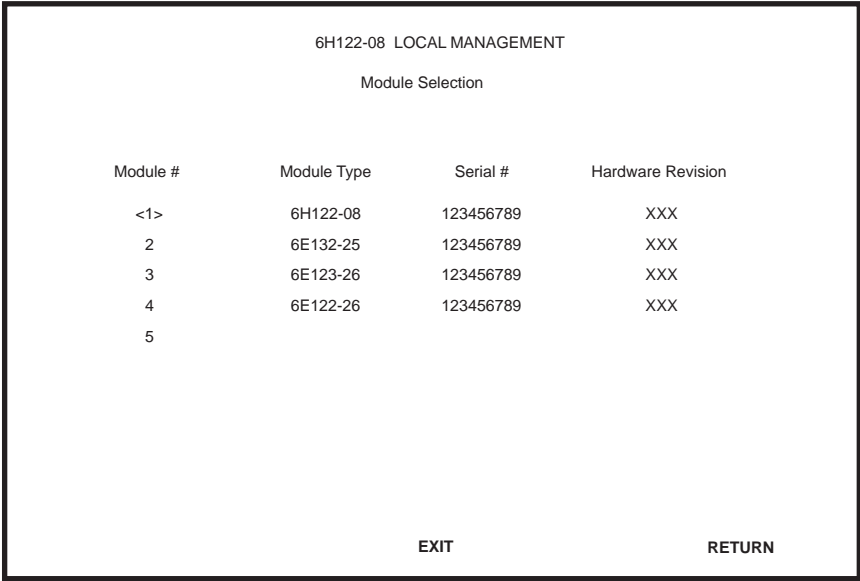 6H122-08 LOCAL MANAGEMENT
Module Selection
Module # Module Type Serial # Hardware Revision
<1> 6H122-08 123456789 XXX
2 6E132-25 123456789 XXX
3 6E123-26 123456789 XXX
4 6E122-26 123456789 XXX
5
EXIT RETURN